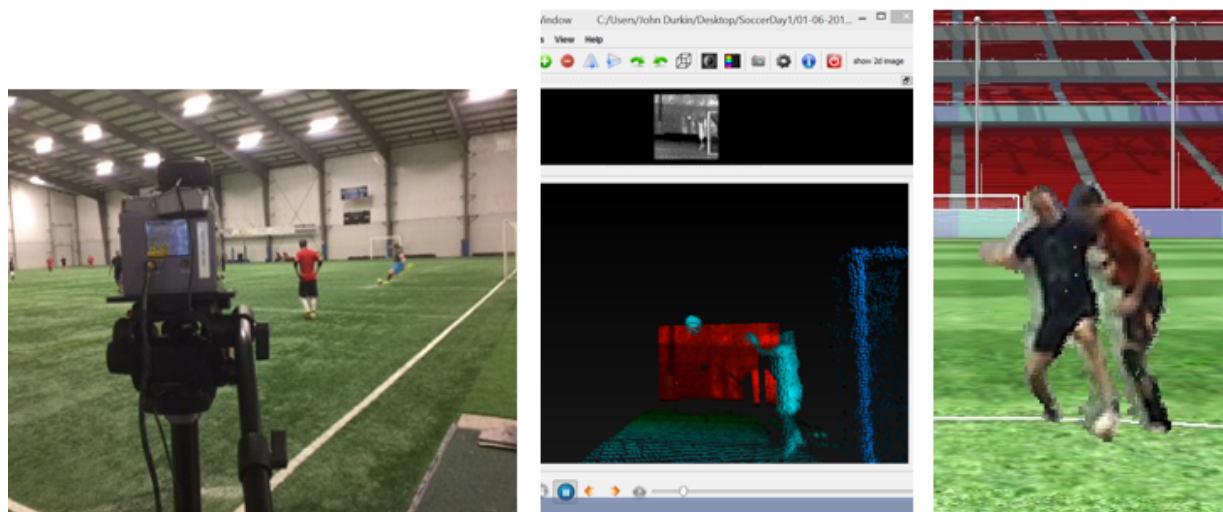 Window C:/Users/John Durkin/Desktop/SoccerDay1/01-06-201...
s View Help
show 2d image